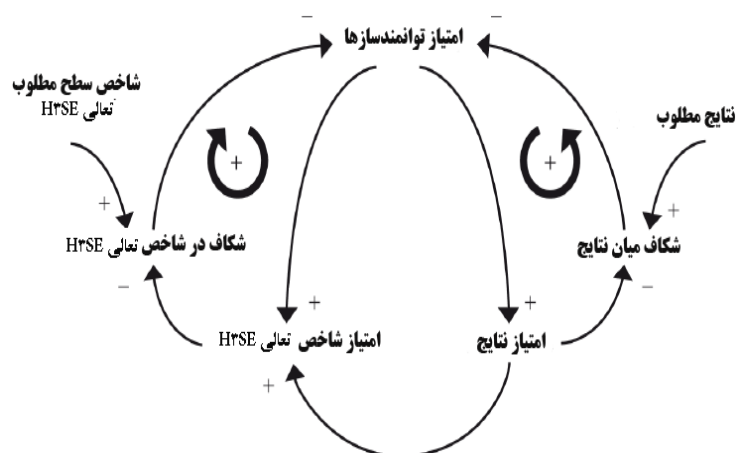 امتیاز توانمندسازها
شاخص سطح مطلوب
تعالی H۳SE
نتایج مطلوب
شکاف در شاخص تعالی H۳SE
شکاف میان نتایج
امتیاز شاخص تعالی H۳SE
امتیاز نتایج
−
−
+
+
+
+
−
−
+
+
+